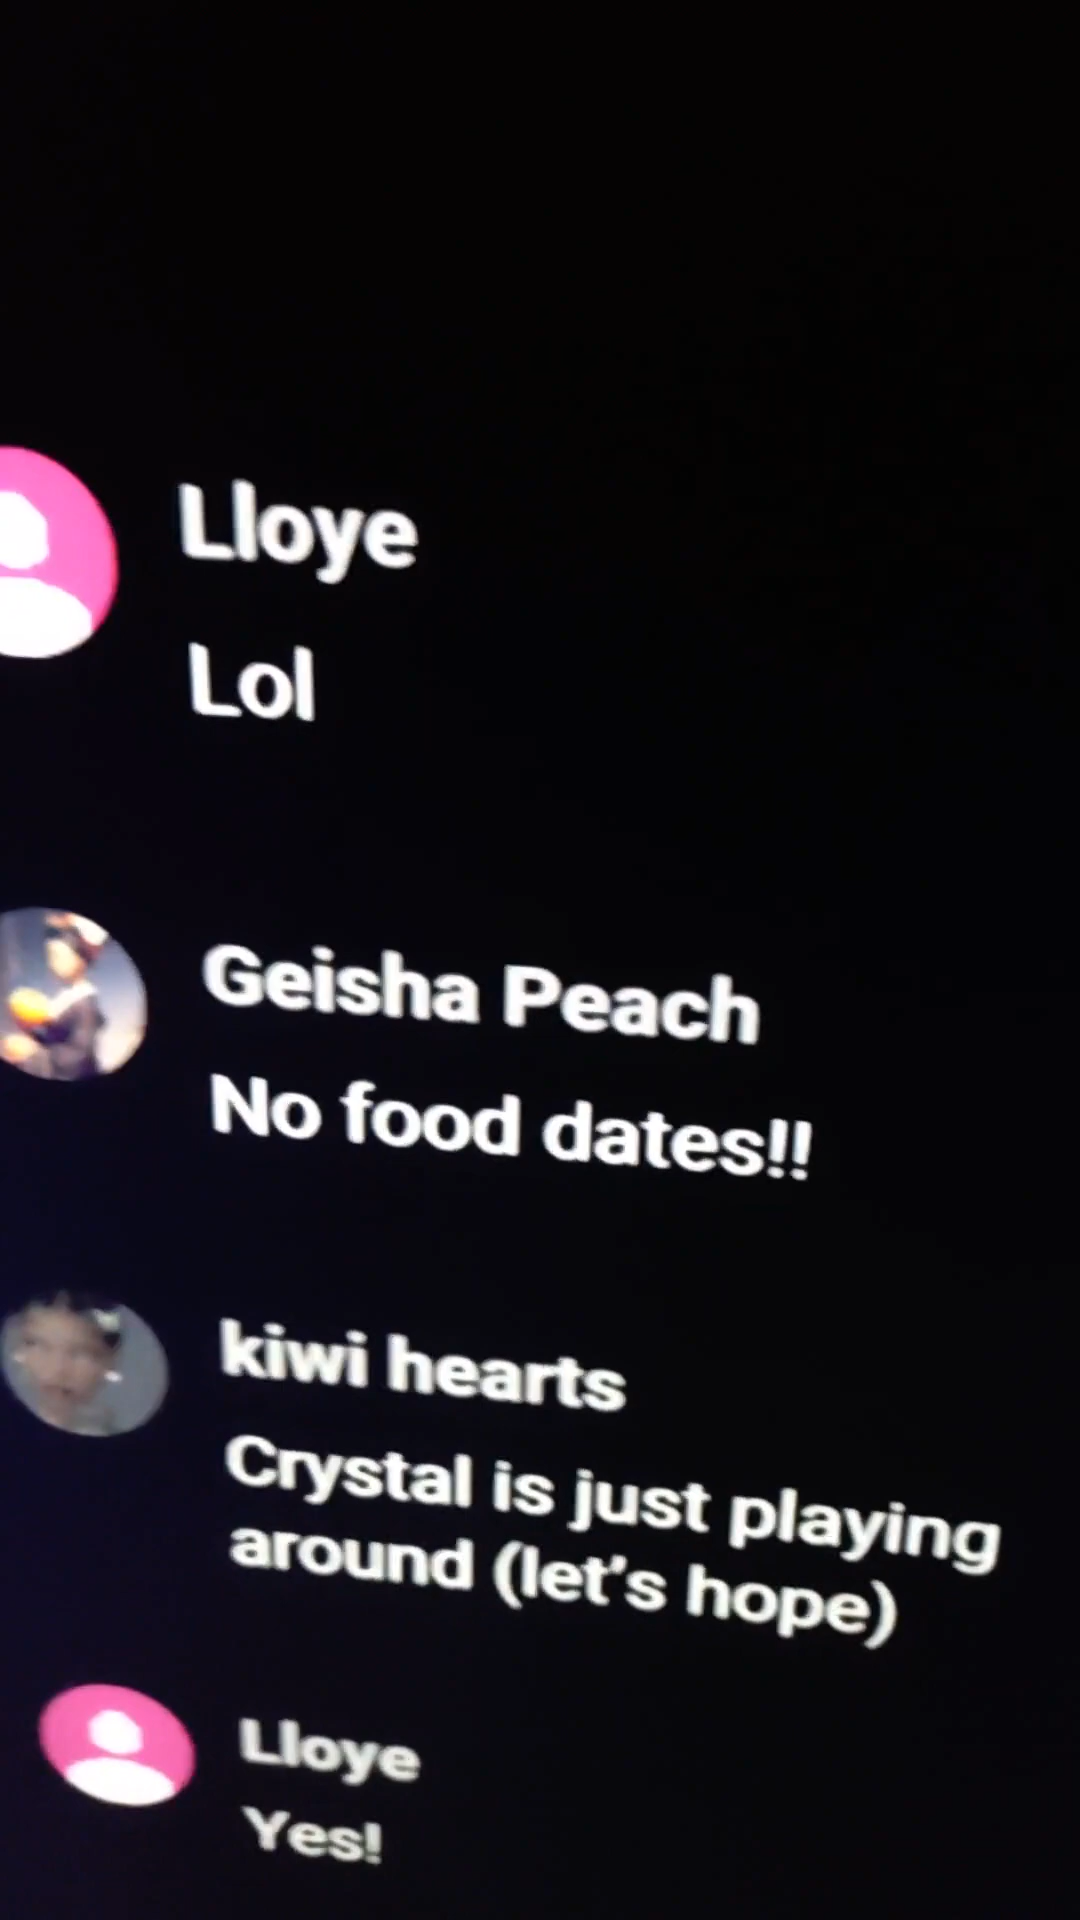 Lloye
Lol
Geisha Peach
No food dates!!
kiwi hearts
Crystal is just playing
around (let's hope)
Lloye
Yes!